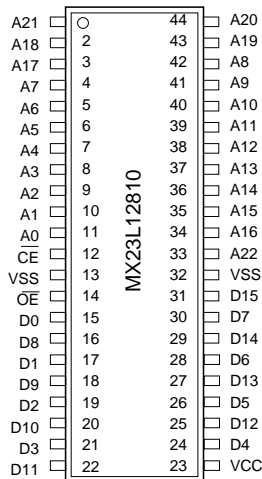 A21 44 A20
A18 2 43 A19
A17 3 42 A8
A7 4 41 A9
A6 5 40 A10
A5 6 39 A11
A4 7 38 A12
A3 8 37 A13
A2 9 36 A14
A1 10 35 A15
A0 11 34 A16
CE 12 33 A22
VSS 13 32 VSS
OE 14 31 D15
D0 15 30 D7
D8 16 29 D14
D1 17 28 D6
D9 18 27 D13
D2 19 26 D5
D10 20 25 D12
D3 21 24 D4
D11 22 23 VCC
MX23L12810